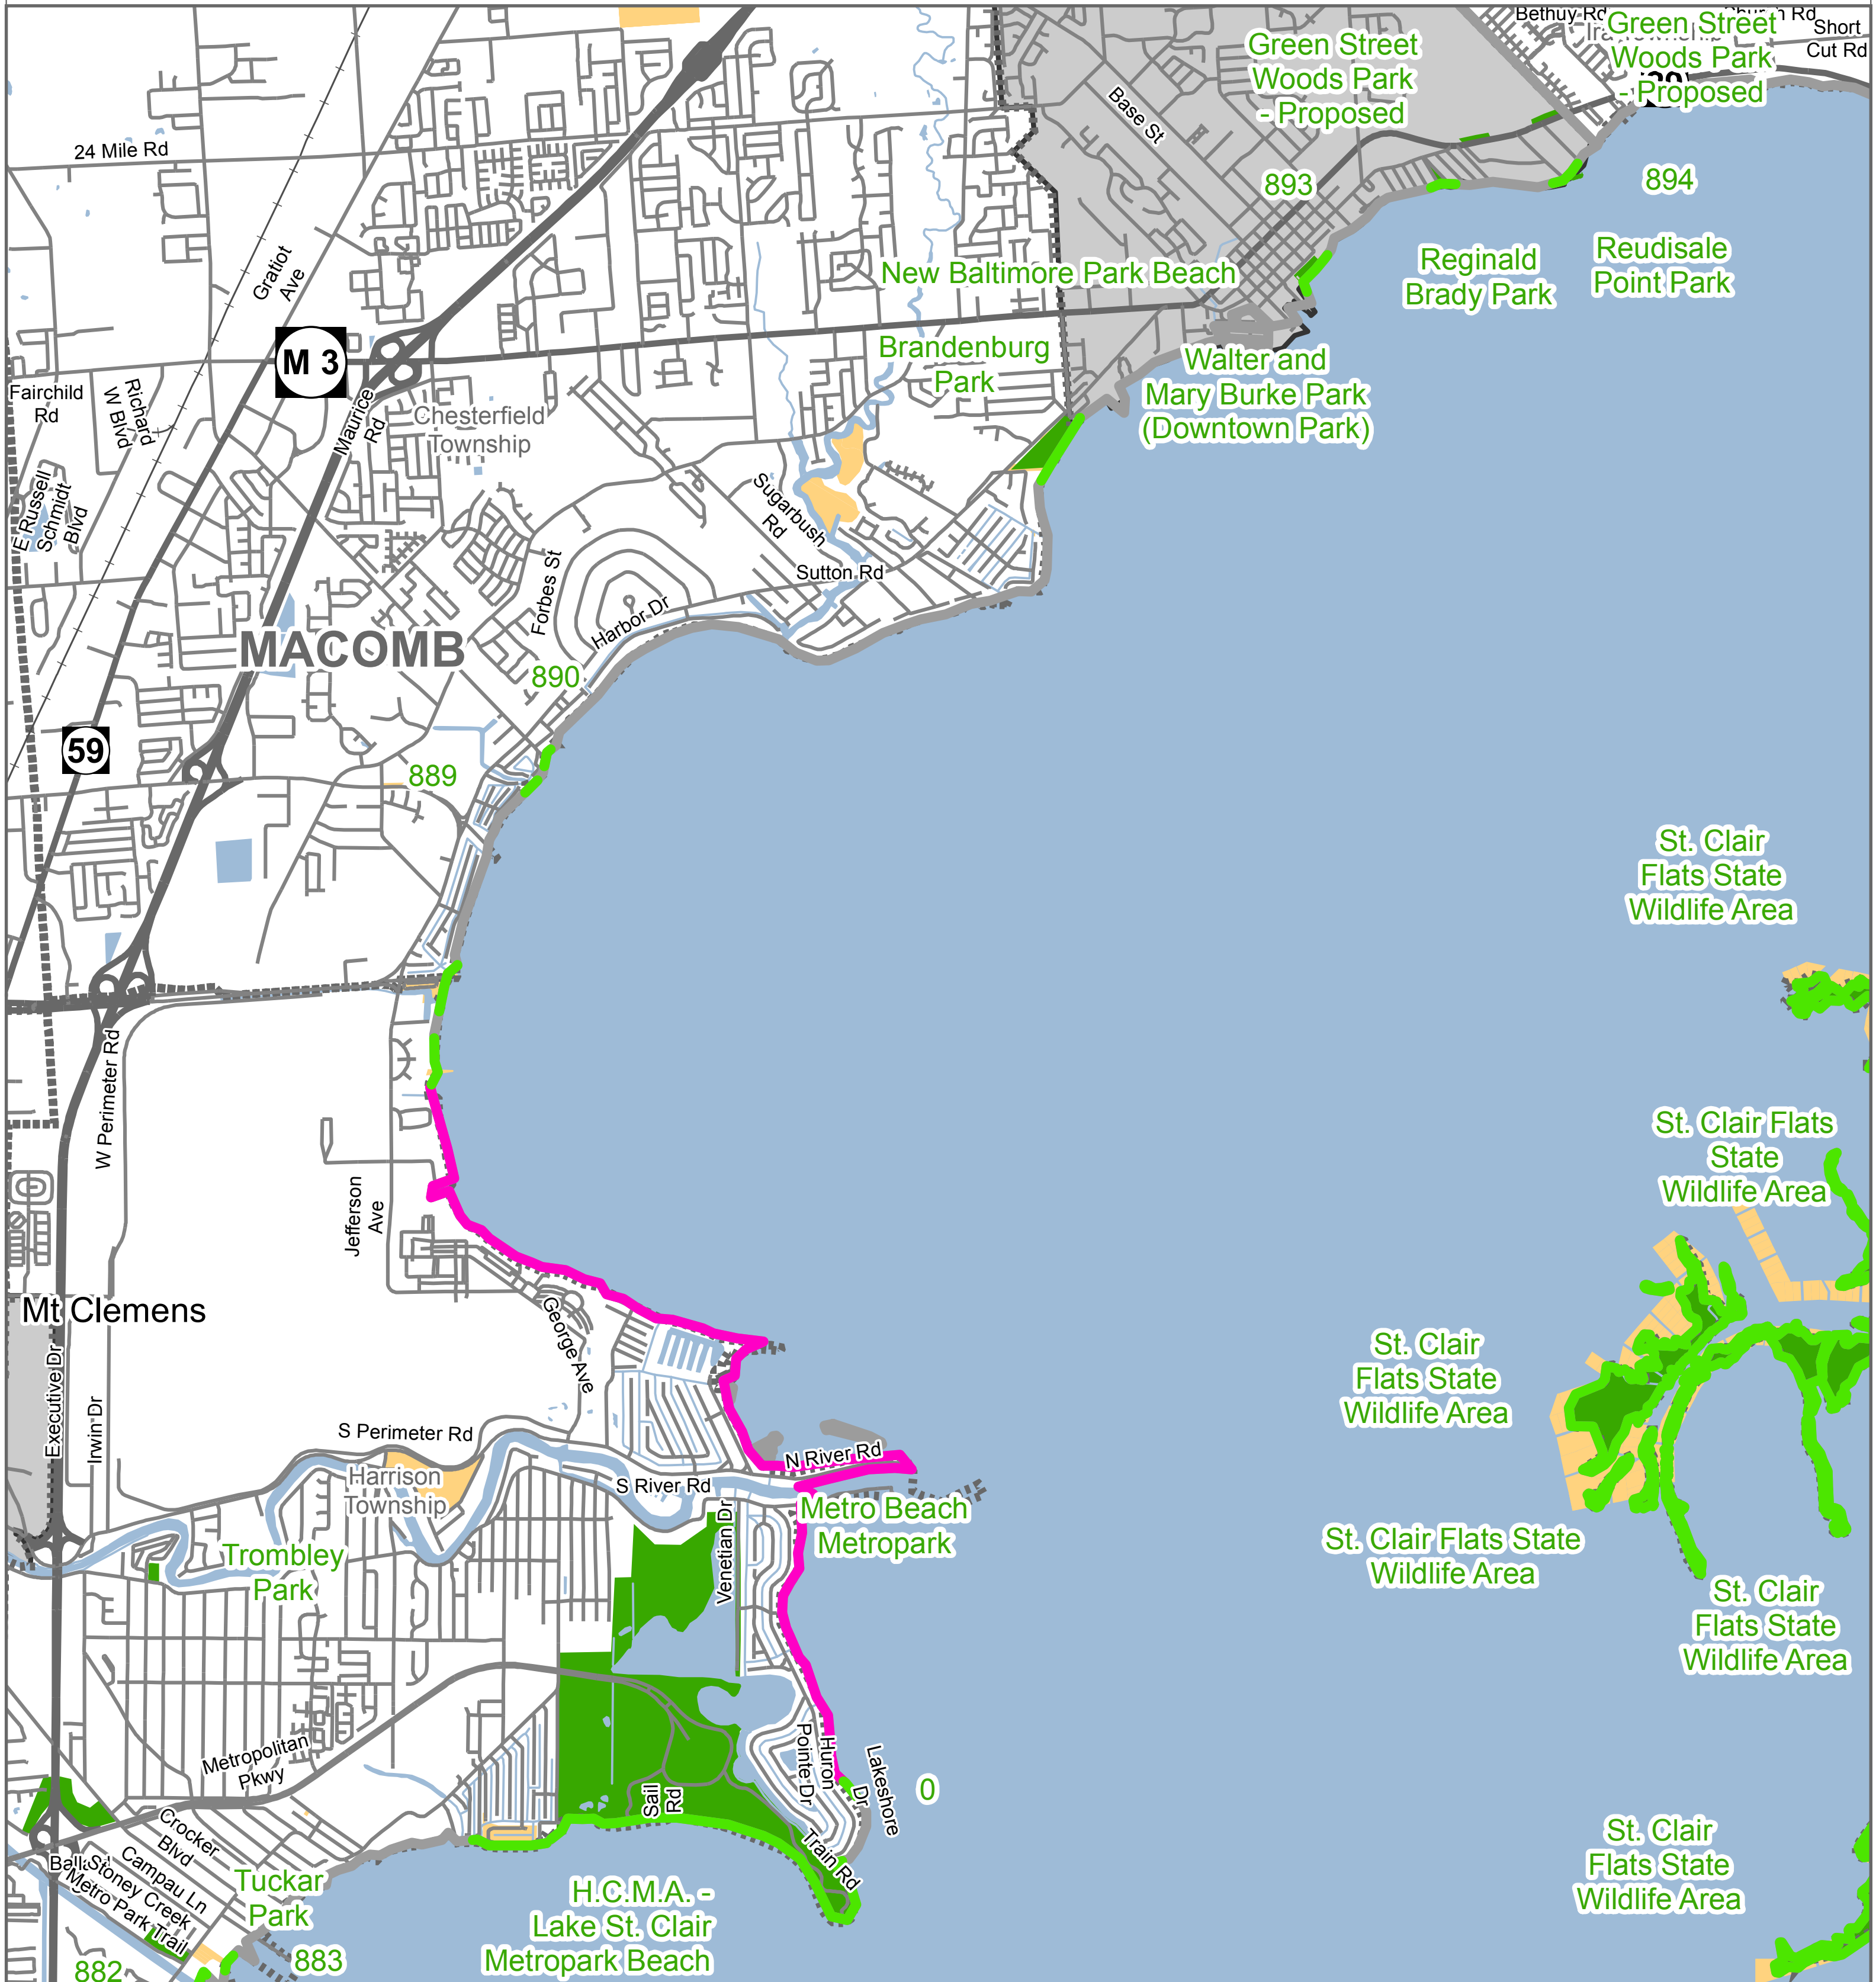 Bethuy Rd
Church Rd
Short
Cut Rd
Green Street
Woods Park
- Proposed
Green Street
Woods Park
- Proposed
Base St
24 Mile Rd
893
894
Gratiot
Ave
New Baltimore Park Beach
Reginald
Brady Park
Reudisale
Point Park
M 3
Brandenburg
Park
Walter and
Mary Burke Park
(Downtown Park)
Fairchild
Rd
Richard
W Blvd
Maurice
Rd
Chesterfield
Township
E Russell
Schmidt
Blvd
Sugarbush
Rd
Sutton Rd
Forbes St
Harbor Dr
MACOMB
890
59
889
St. Clair
Flats State
Wildlife Area
W Perimeter Rd
St. Clair Flats
State
Wildlife Area
Jefferson
Ave
Mt Clemens
George Ave
St. Clair
Flats State
Wildlife Area
Executive Dr
Irwin Dr
S Perimeter Rd
N River Rd
Harrison
Township
S River Rd
Metro Beach
Metropark
Venetian Dr
Trombley
Park
St. Clair Flats State
Wildlife Area
St. Clair
Flats State
Wildlife Area
Metropolitan
Pkwy
Pointe Dr
Huron
Lakeshore
Dr
0
Sail
Rd
Train Rd
Crocker
Blvd
Campau Ln
Stoney Creek
Metro Park Trail
Tuckar
Park
H.C.M.A. -
Lake St. Clair
Metropark Beach
St. Clair
Flats State
Wildlife Area
882
883